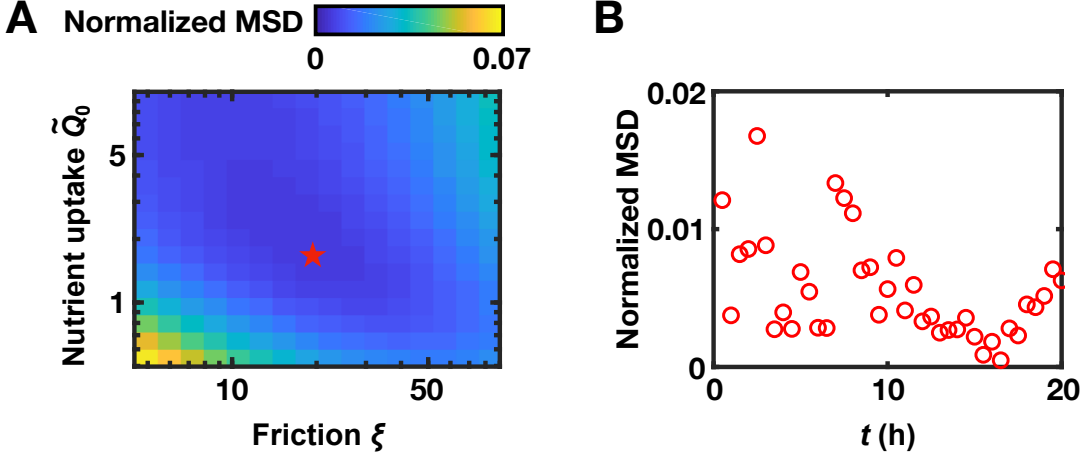 A
Normalized MSD
0
0.07
Nutrient uptake Q̃₀
5
1
10
50
Friction ξ
B
Normalized MSD
0.02
0.01
0
0
10
20
t (h)